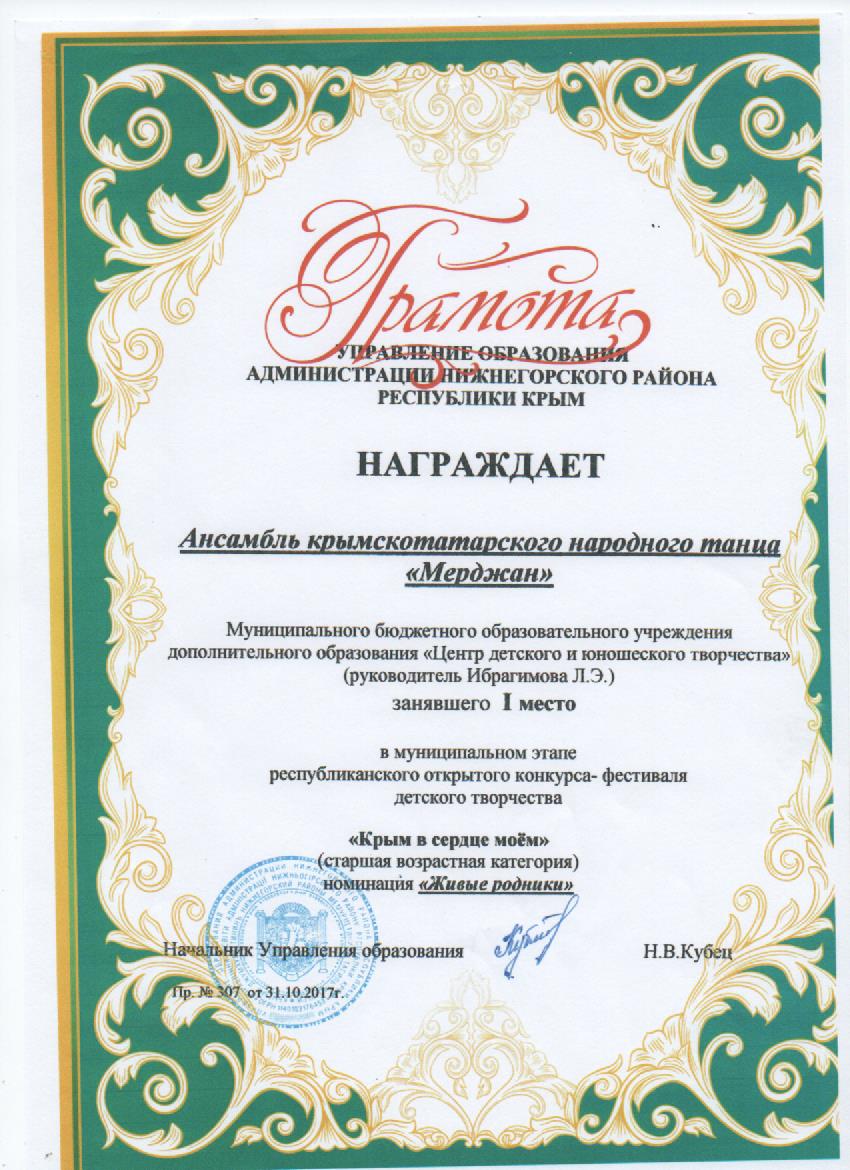 Грамота
УПРАВЛЕНИЕ ОБРАЗОВАНИЯ
АДМИНИСТРАЦИИ НИЖНЕГОРСКОГО РАЙОНА
РЕСПУБЛИКИ КРЫМ
НАГРАЖДАЕТ
Ансамбль крымскотатарского народного танца
«Мерджан»
Муниципального бюджетного образовательного учреждения
дополнительного образования «Центр детского и юношеского творчества»
(руководитель Ибрагимова Л.Э.)
занявшего I место
в муниципальном этапе
республиканского открытого конкурса- фестиваля
детского творчества
«Крым в сердце моём»
(старшая возрастная категория)
номинация «Живые родники»
Начальник Управления образования Н.В.Кубец
Пр. № 307 от 31.10.2017г.